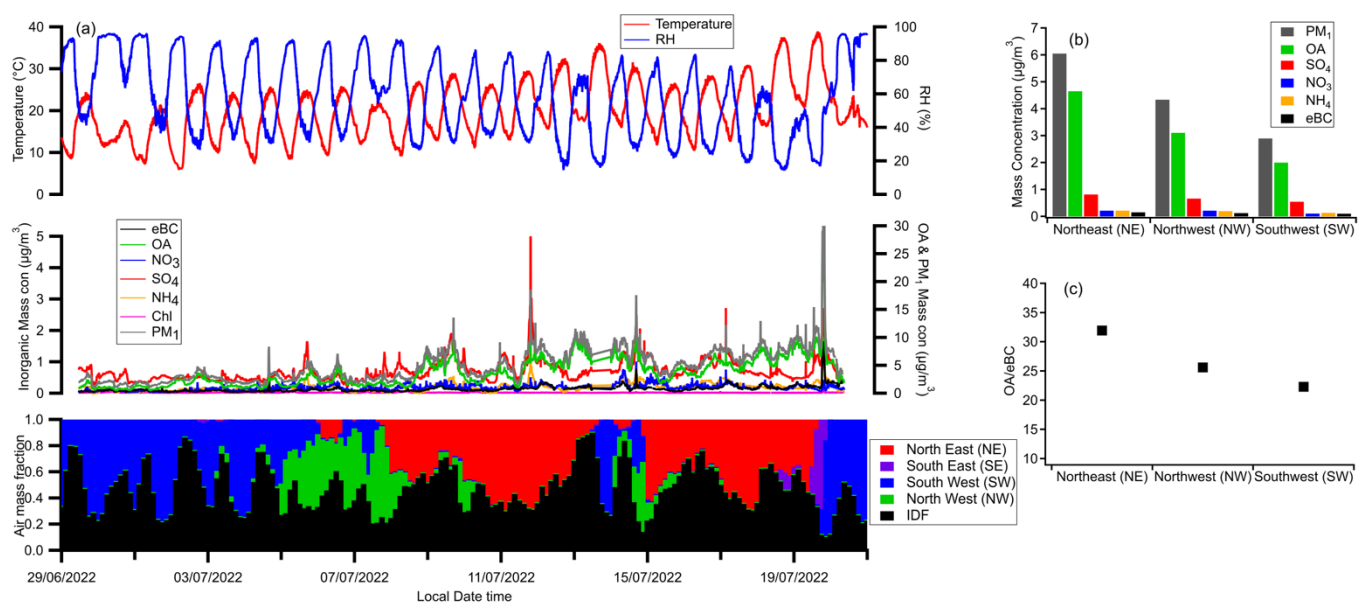 (a)
Temperature
RH
40
30
20
10
0
Temperature (°C)
100
80
60
40
20
0
RH (%)
eBC
OA
NO3
SO4
NH4
Chl
PM1
5
4
3
2
1
0
Inorganic Mass con (μg/m3)
30
25
20
15
10
5
0
OA & PM1 Mass con (μg/m3)
1.0
0.8
0.6
0.4
0.2
0.0
Air mass fraction
North East (NE)
South East (SE)
South West (SW)
North West (NW)
IDF
29/06/2022 03/07/2022 07/07/2022 11/07/2022 15/07/2022 19/07/2022
Local Date time
(b)
PM1
OA
SO4
NO3
NH4
eBC
7
6
5
4
3
2
1
0
Mass Concentration (μg/m3)
Northeast (NE) Northwest (NW) Southwest (SW)
(c)
40
35
30
25
20
15
10
OA/eBC
Northeast (NE) Northwest (NW) Southwest (SW)